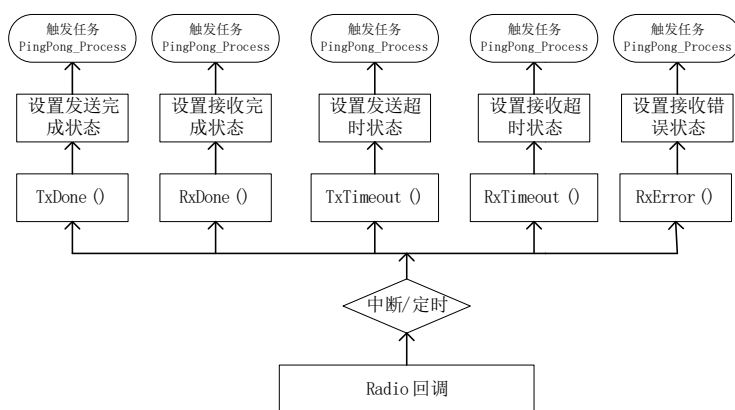 触发任务
PingPong_Process
触发任务
PingPong_Process
触发任务
PingPong_Process
触发任务
PingPong_Process
触发任务
PingPong_Process
设置发送完
成状态
设置接收完
成状态
设置发送超
时状态
设置接收超
时状态
设置接收错
误状态
TxDone()
RxDone()
TxTimeout()
RxTimeout()
RxError()
中断/定时
Radio回调